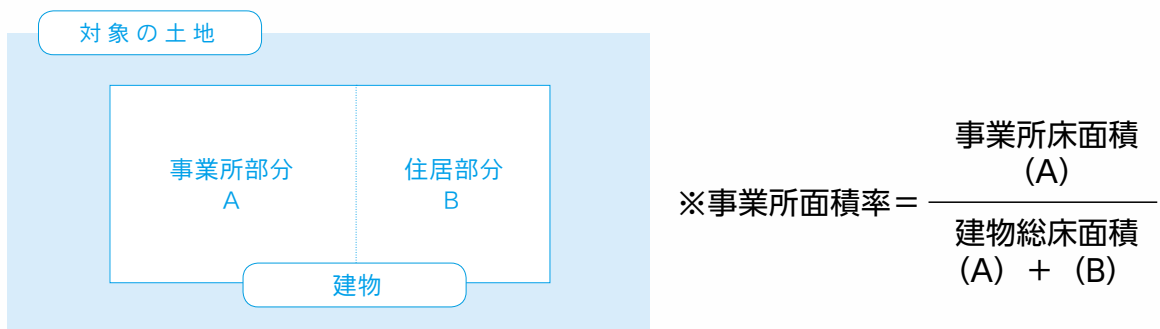 対象の土地
事業所部分
A
住居部分
B
建物
※事業所面積率＝
事業所床面積
（A）
建物総床面積
（A）＋（B）